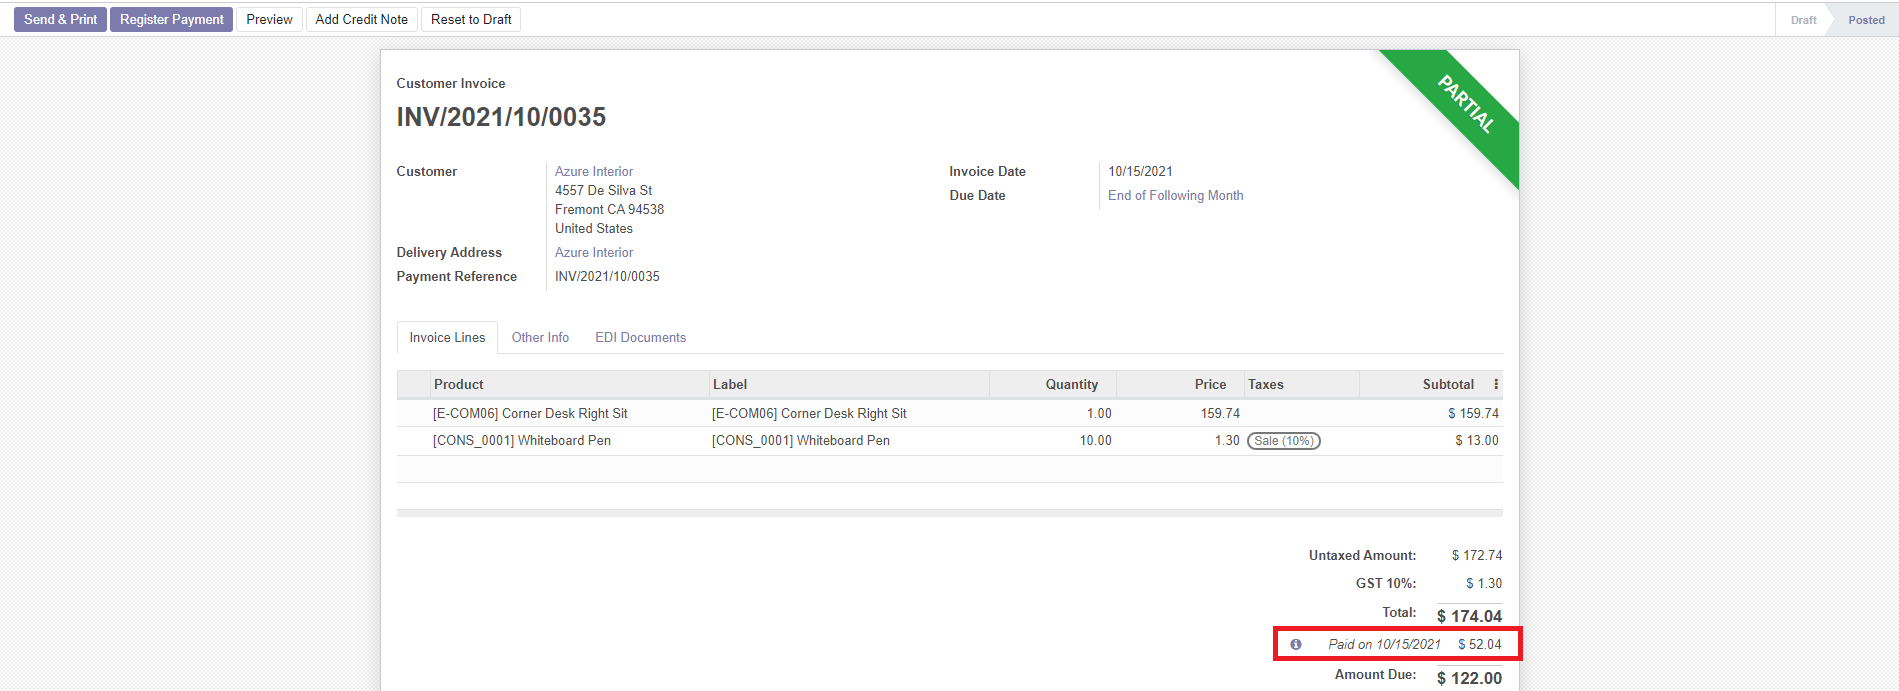 Send & Print Register Payment Preview Add Credit Note Reset to Draft Draft Posted
PARTIAL
Customer Invoice
INV/2021/10/0035
Customer Azure Interior
4557 De Silva St
Fremont CA 94538
United States
Delivery Address Azure Interior
Payment Reference INV/2021/10/0035
Invoice Date 10/15/2021
Due Date End of Following Month
Invoice Lines Other Info EDI Documents
Product Label Quantity Price Taxes Subtotal
[E-COM06] Corner Desk Right Sit [E-COM06] Corner Desk Right Sit 1.00 159.74 $ 159.74
[CONS_0001] Whiteboard Pen [CONS_0001] Whiteboard Pen 10.00 1.30 Sale (10%) $ 13.00
Untaxed Amount: $ 172.74
GST 10%: $ 1.30
Total: $ 174.04
Paid on 10/15/2021 $ 52.04
Amount Due: $ 122.00